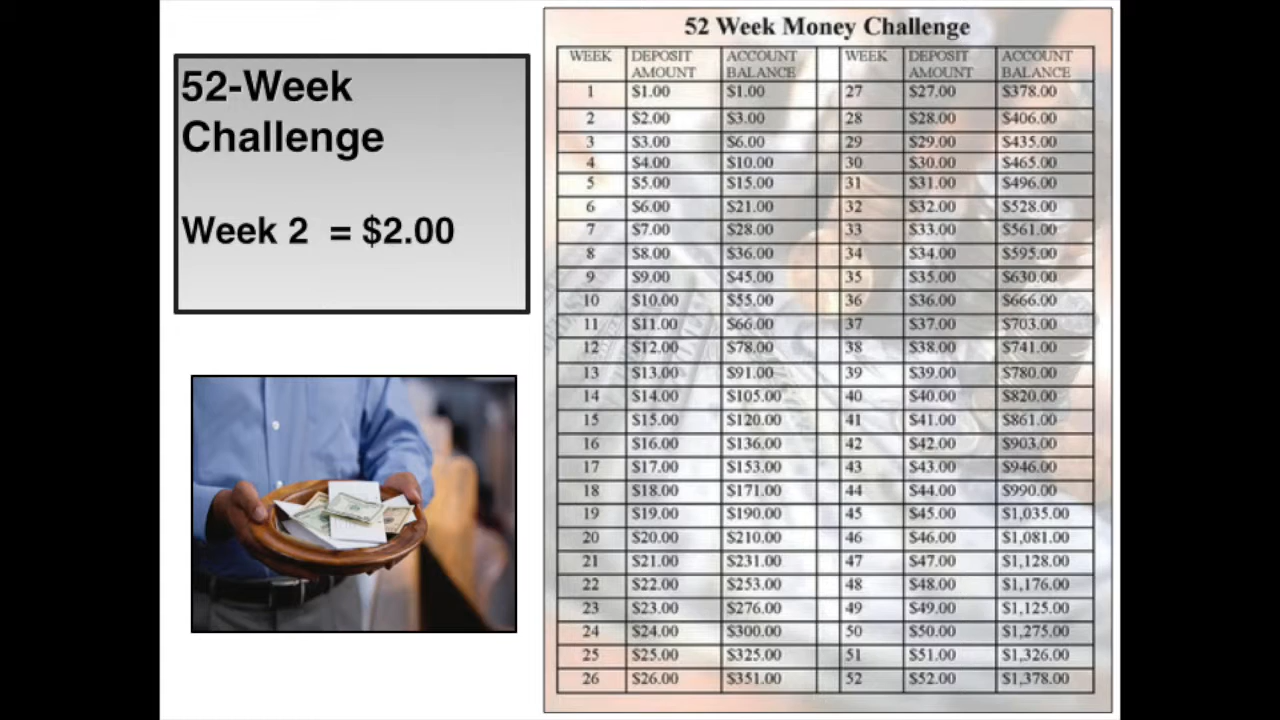 52-Week
Challenge
Week 2 = $2.00
52 Week Money Challenge
WEEK DEPOSIT AMOUNT ACCOUNT BALANCE WEEK DEPOSIT AMOUNT ACCOUNT BALANCE
1 $1.00 $1.00 27 $27.00 $378.00
2 $2.00 $3.00 28 $28.00 $406.00
3 $3.00 $6.00 29 $29.00 $435.00
4 $4.00 $10.00 30 $30.00 $465.00
5 $5.00 $15.00 31 $31.00 $496.00
6 $6.00 $21.00 32 $32.00 $528.00
7 $7.00 $28.00 33 $33.00 $561.00
8 $8.00 $36.00 34 $34.00 $595.00
9 $9.00 $45.00 35 $35.00 $630.00
10 $10.00 $55.00 36 $36.00 $666.00
11 $11.00 $66.00 37 $37.00 $703.00
12 $12.00 $78.00 38 $38.00 $741.00
13 $13.00 $91.00 39 $39.00 $780.00
14 $14.00 $105.00 40 $40.00 $820.00
15 $15.00 $120.00 41 $41.00 $861.00
16 $16.00 $136.00 42 $42.00 $903.00
17 $17.00 $153.00 43 $43.00 $946.00
18 $18.00 $171.00 44 $44.00 $990.00
19 $19.00 $190.00 45 $45.00 $1,035.00
20 $20.00 $210.00 46 $46.00 $1,081.00
21 $21.00 $231.00 47 $47.00 $1,128.00
22 $22.00 $253.00 48 $48.00 $1,176.00
23 $23.00 $276.00 49 $49.00 $1,125.00
24 $24.00 $300.00 50 $50.00 $1,275.00
25 $25.00 $325.00 51 $51.00 $1,326.00
26 $26.00 $351.00 52 $52.00 $1,378.00